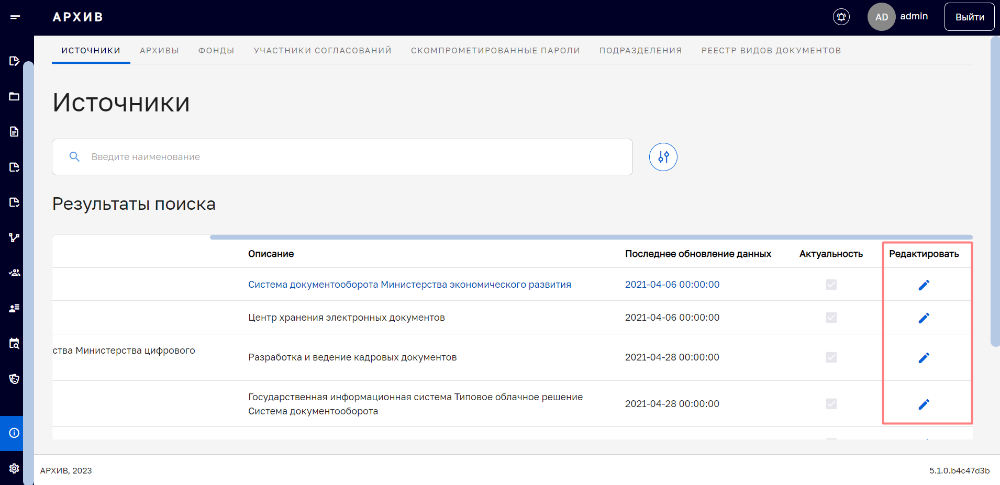 АРХИВ
AD
admin
Выйти
ИСТОЧНИКИ АРХИВЫ ФОНДЫ УЧАСТНИКИ СОГЛАСОВАНИЙ СКОМПРОМЕТИРОВАННЫЕ ПАРОЛИ ПОДРАЗДЕЛЕНИЯ РЕЕСТР ВИДОВ ДОКУМЕНТОВ
Источники
Введите наименование
Результаты поиска
Описание Последнее обновление данных Актуальность Редактировать
Система документооборота Министерства экономического развития 2021-04-06 00:00:00
Центр хранения электронных документов 2021-04-06 00:00:00
ства Министерства цифрового
Разработка и ведение кадровых документов 2021-04-28 00:00:00
Государственная информационная система Типовое облачное решение
Система документооборота
2021-04-28 00:00:00
АРХИВ, 2023
5.1.0.b4c47d3b